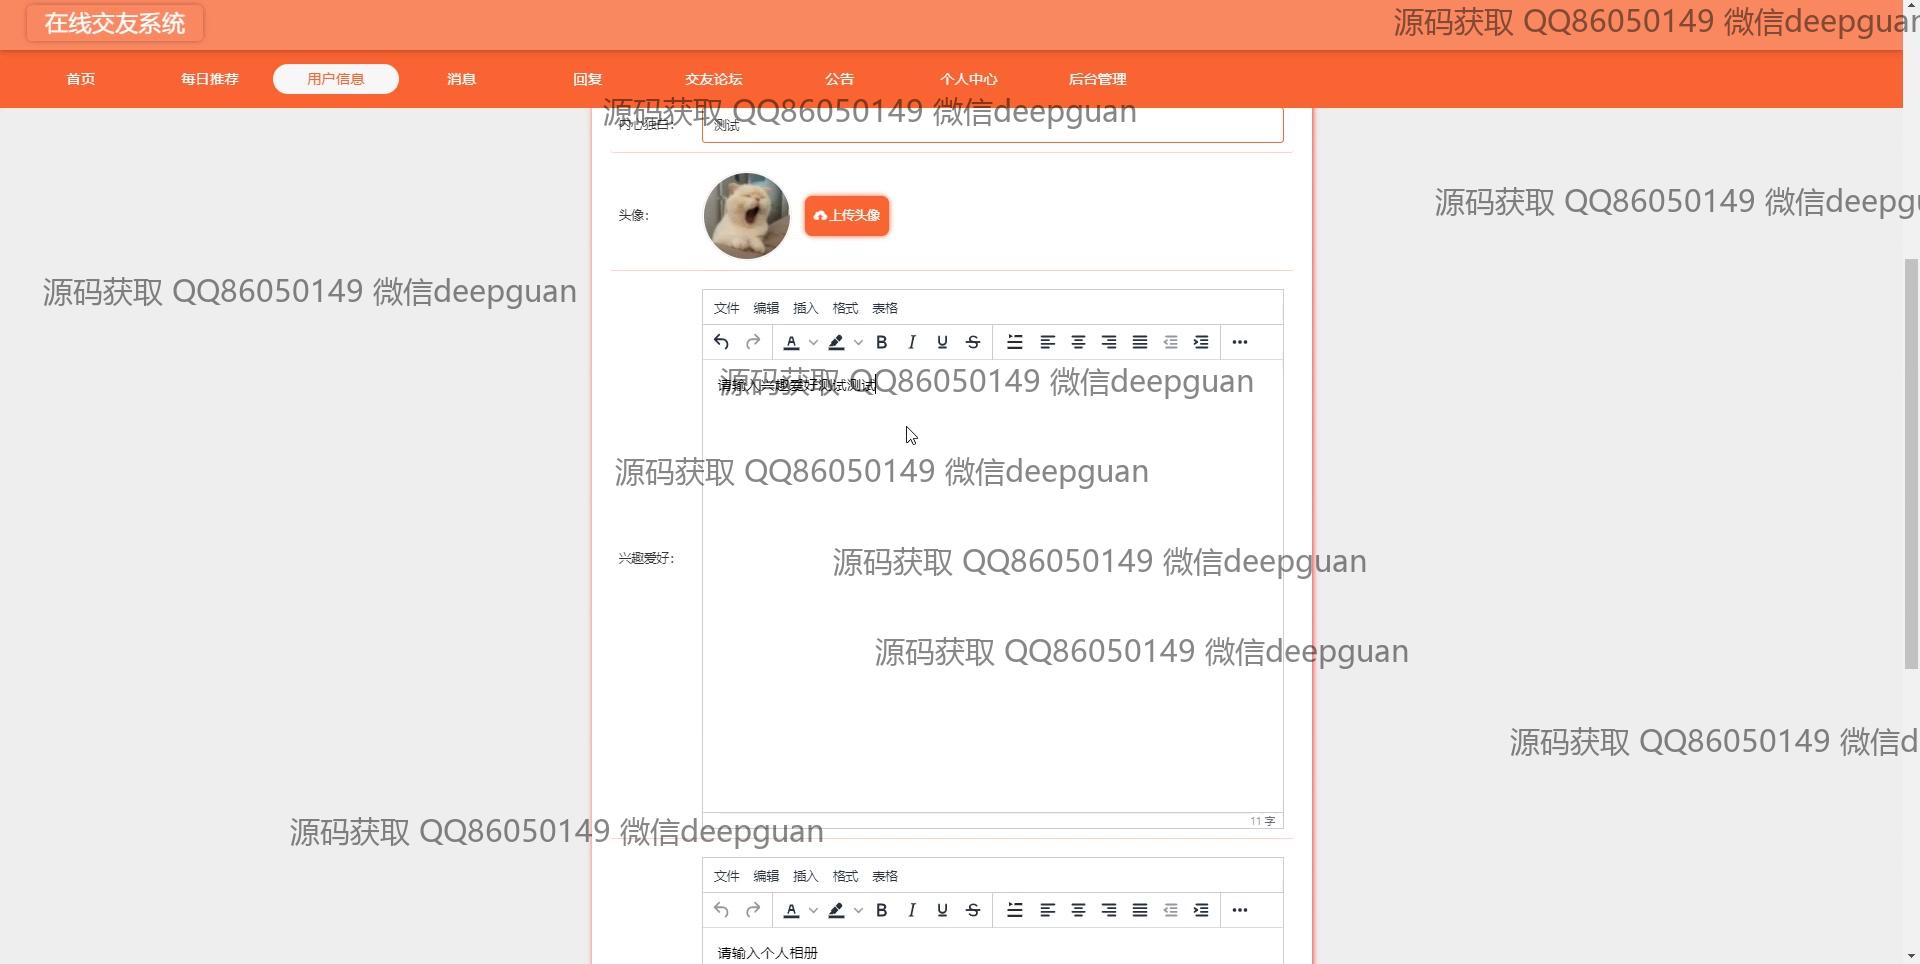 在线交友系统
源码获取 QQ86050149 微信deepguan
首页 每日推荐 用户信息 消息 回复 交友论坛 公告 个人中心 后台管理
源码获取 QQ86050149 微信deepguan
内心独白: 测试
源码获取 QQ86050149 微信deepgu
头像: 上传头像
源码获取 QQ86050149 微信deepguan
文件 编辑 插入 格式 表格
请输入兴趣爱好测试测试
源码获取 QQ86050149 微信deepguan
源码获取 QQ86050149 微信deepguan
兴趣爱好:
源码获取 QQ86050149 微信deepguan
源码获取 QQ86050149 微信deepguan
源码获取 QQ86050149 微信d
11 字
源码获取 QQ86050149 微信deepguan
文件 编辑 插入 格式 表格
请输入个人相册